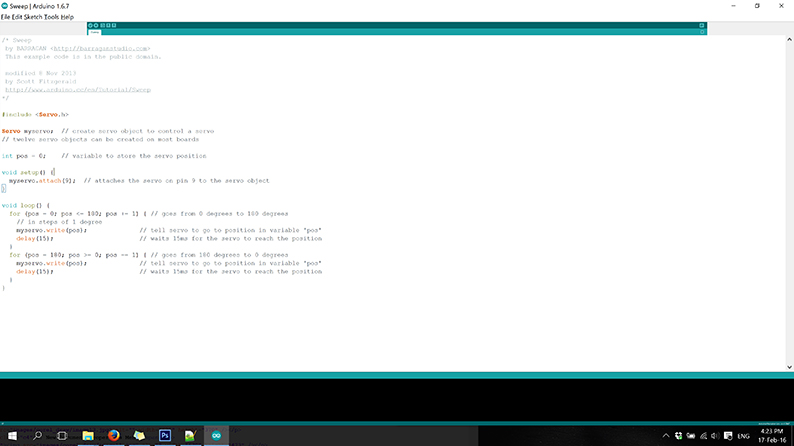 Sweep | Arduino 1.6.7
File Edit Sketch Tools Help
/* Sweep
by BARRAGAN <http://barraganstudio.com>
This example code is in the public domain.
modified 8 Nov 2013
by Scott Fitzgerald
http://www.arduino.cc/en/Tutorial/Sweep
*/
#include <Servo.h>
Servo myservo;  // create servo object to control a servo
// twelve servo objects can be created on most boards
int pos = 0;    // variable to store the servo position
void setup() {
myservo.attach(9);  // attaches the servo on pin 9 to the servo object
}
void loop() {
for (pos = 0; pos <= 180; pos += 1) { // goes from 0 degrees to 180 degrees
// in steps of 1 degree
myservo.write(pos);              // tell servo to go to position in variable 'pos'
delay(15);                       // waits 15ms for the servo to reach the position
}
for (pos = 180; pos >= 0; pos -= 1) { // goes from 180 degrees to 0 degrees
myservo.write(pos);              // tell servo to go to position in variable 'pos'
delay(15);                       // waits 15ms for the servo to reach the position
}
}
Ps
ENG
4:23 PM
17-Feb-16